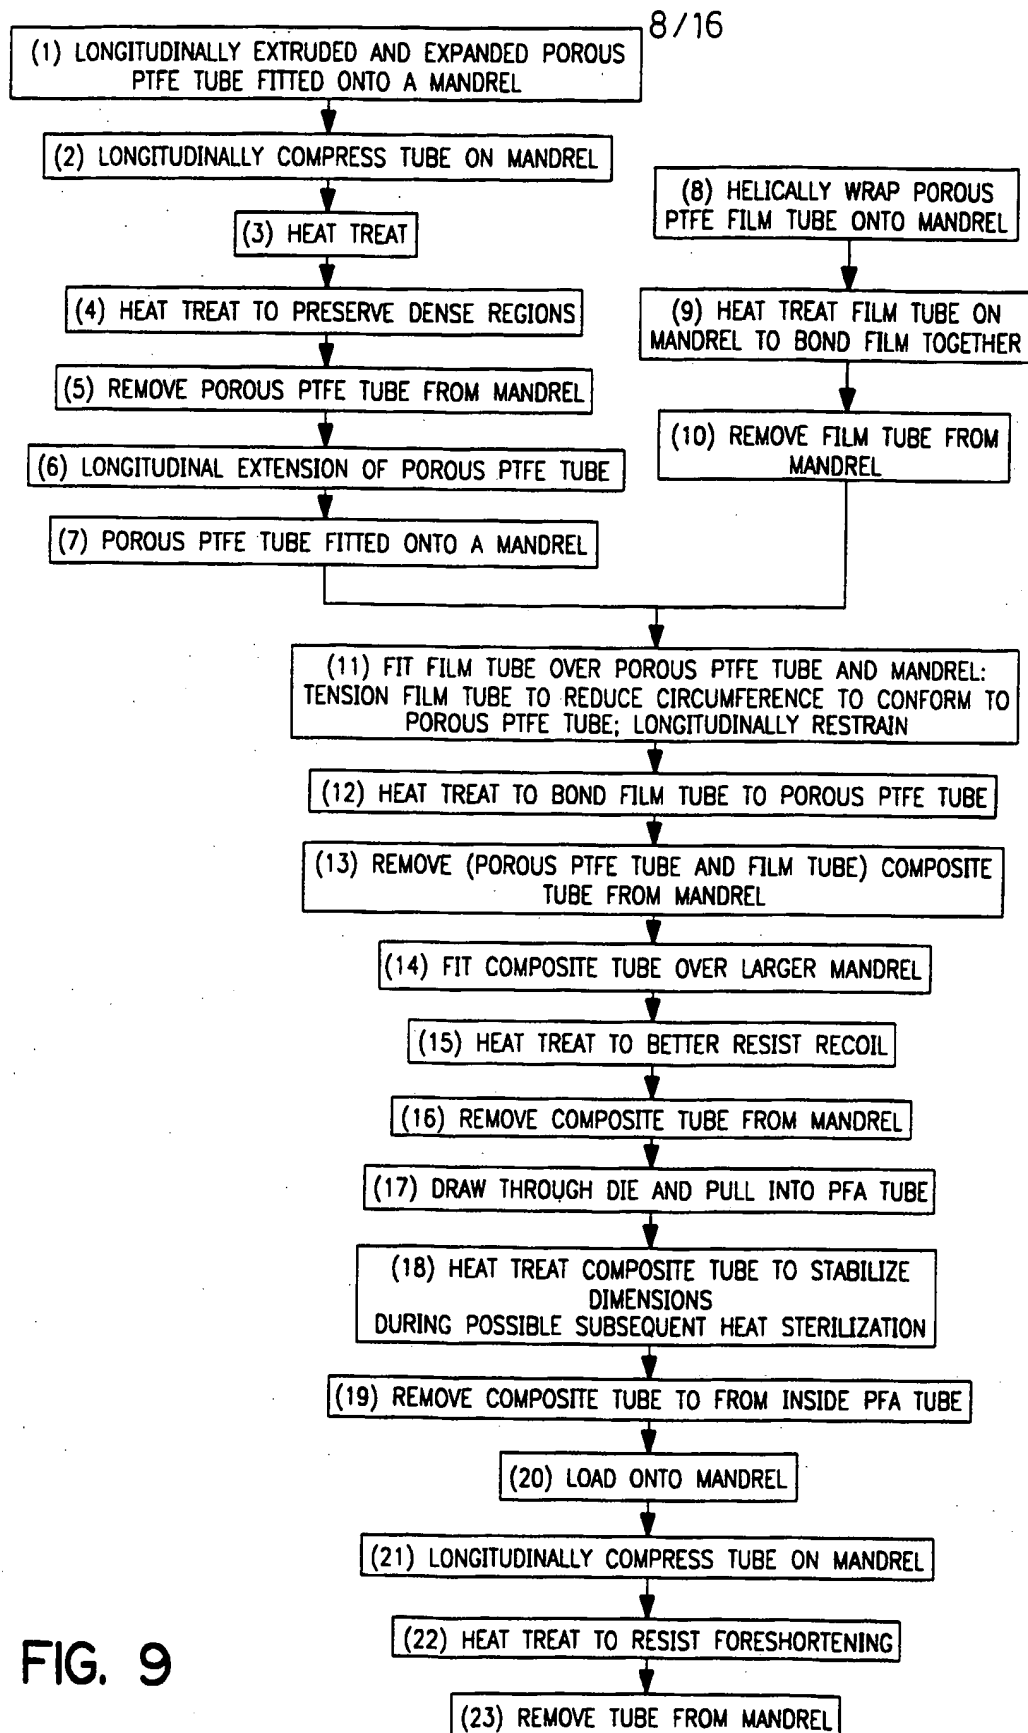 8/16
(1) LONGITUDINALLY EXTRUDED AND EXPANDED POROUS
PTFE TUBE FITTED ONTO A MANDREL
(2) LONGITUDINALLY COMPRESS TUBE ON MANDREL
(3) HEAT TREAT
(4) HEAT TREAT TO PRESERVE DENSE REGIONS
(5) REMOVE POROUS PTFE TUBE FROM MANDREL
(6) LONGITUDINAL EXTENSION OF POROUS PTFE TUBE
(7) POROUS PTFE TUBE FITTED ONTO A MANDREL
(8) HELICALLY WRAP POROUS
PTFE FILM TUBE ONTO MANDREL
(9) HEAT TREAT FILM TUBE ON
MANDREL TO BOND FILM TOGETHER
(10) REMOVE FILM TUBE FROM
MANDREL
(11) FIT FILM TUBE OVER POROUS PTFE TUBE AND MANDREL:
TENSION FILM TUBE TO REDUCE CIRCUMFERENCE TO CONFORM TO
POROUS PTFE TUBE; LONGITUDINALLY RESTRAIN
(12) HEAT TREAT TO BOND FILM TUBE TO POROUS PTFE TUBE
(13) REMOVE (POROUS PTFE TUBE AND FILM TUBE) COMPOSITE
TUBE FROM MANDREL
(14) FIT COMPOSITE TUBE OVER LARGER MANDREL
(15) HEAT TREAT TO BETTER RESIST RECOIL
(16) REMOVE COMPOSITE TUBE FROM MANDREL
(17) DRAW THROUGH DIE AND PULL INTO PFA TUBE
(18) HEAT TREAT COMPOSITE TUBE TO STABILIZE
DIMENSIONS
DURING POSSIBLE SUBSEQUENT HEAT STERILIZATION
(19) REMOVE COMPOSITE TUBE TO FROM INSIDE PFA TUBE
(20) LOAD ONTO MANDREL
(21) LONGITUDINALLY COMPRESS TUBE ON MANDREL
(22) HEAT TREAT TO RESIST FORESHORTENING
(23) REMOVE TUBE FROM MANDREL
FIG. 9